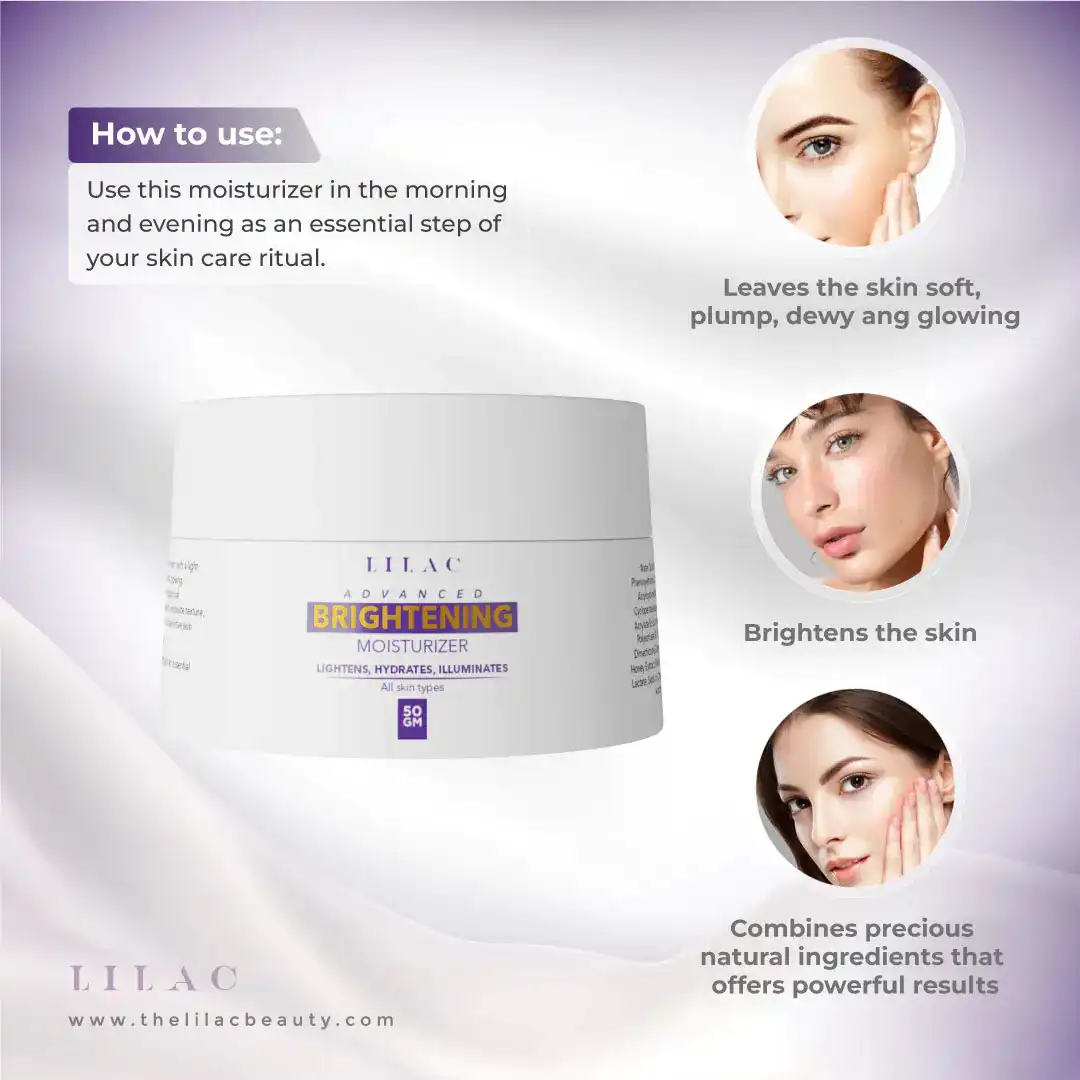 How to use:
Use this moisturizer in the morning
and evening as an essential step of
your skin care ritual.
Leaves the skin soft,
plump, dewy ang glowing
LILAC
ADVANCED
BRIGHTENING
MOISTURIZER
LIGHTENS, HYDRATES, ILLUMINATES
All skin types
50
GM
Brightens the skin
Combines precious
natural ingredients that
offers powerful results
LILAC
www.thelilacbeauty.com